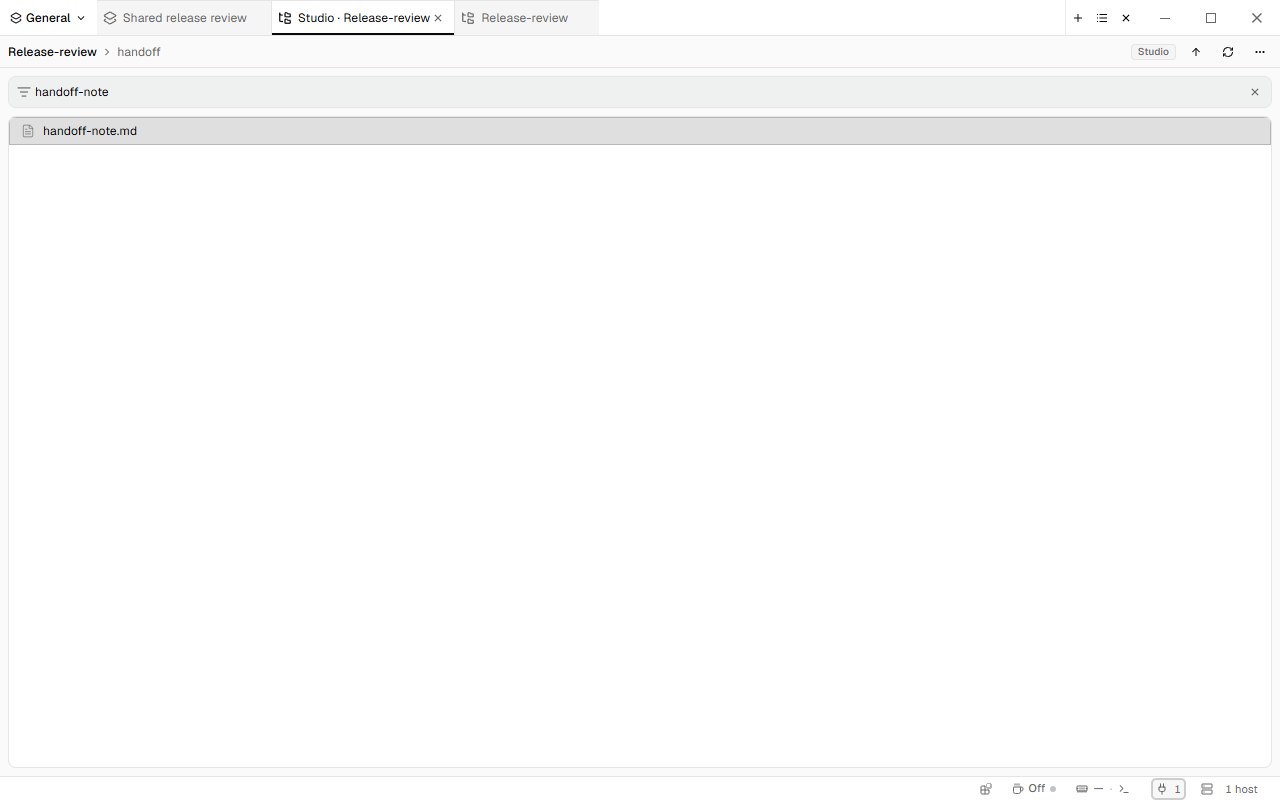 General
Shared release review
Studio · Release-review
Release-review
Release-review > handoff
Studio
handoff-note
handoff-note.md
Off
1
1 host